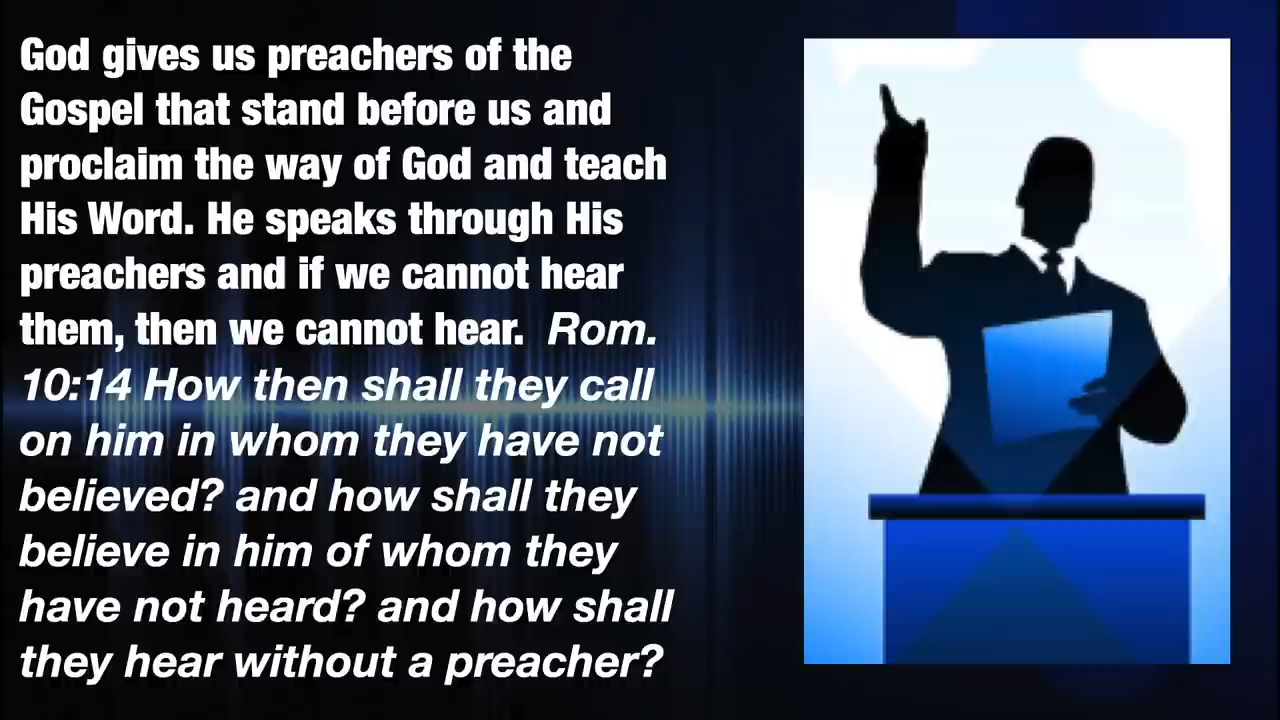 God gives us preachers of the
Gospel that stand before us and
proclaim the way of God and teach
His Word. He speaks through His
preachers and if we cannot hear
them, then we cannot hear.  Rom.
10:14 How then shall they call
on him in whom they have not
believed? and how shall they
believe in him of whom they
have not heard? and how shall
they hear without a preacher?